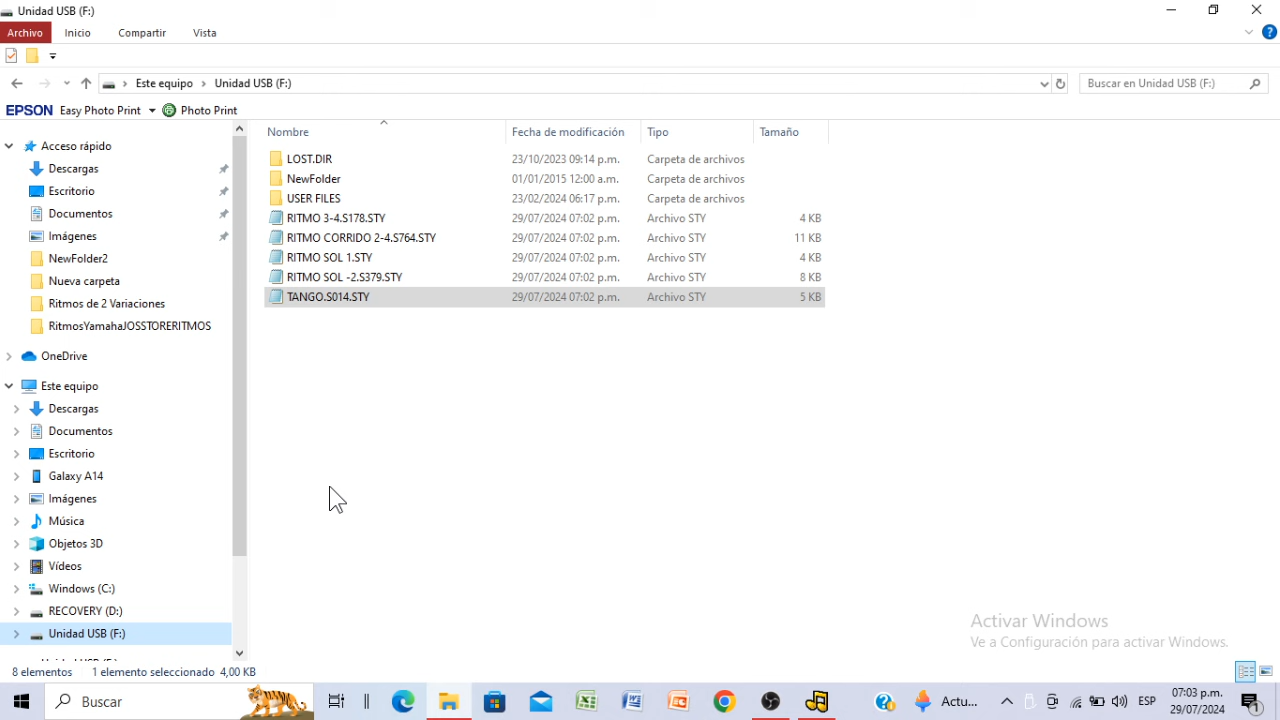 Unidad USB (F:)
Archivo Inicio Compartir Vista
Este equipo Unidad USB (F:) Buscar en Unidad USB (F:)
EPSON Easy Photo Print Photo Print
Nombre Fecha de modificación Tipo Tamaño
LOST.DIR 23/10/2023 09:14 p.m. Carpeta de archivos
NewFolder 01/01/2015 12:00 a.m. Carpeta de archivos
USER FILES 23/02/2024 06:17 p.m. Carpeta de archivos
RITMO 3-4.S178.STY 29/07/2024 07:02 p.m. Archivo STY 4 KB
RITMO CORRIDO 2-4.S764.STY 29/07/2024 07:02 p.m. Archivo STY 11 KB
RITMO SOL 1.STY 29/07/2024 07:02 p.m. Archivo STY 4 KB
RITMO SOL -2.S379.STY 29/07/2024 07:02 p.m. Archivo STY 8 KB
TANGO.S014.STY 29/07/2024 07:02 p.m. Archivo STY 5 KB
Acceso rápido
Descargas
Escritorio
Documentos
Imágenes
NewFolder2
Nueva carpeta
Ritmos de 2 Variaciones
RitmosYamahaJOSSTORERITMOS
OneDrive
Este equipo
Descargas
Documentos
Escritorio
Galaxy A14
Imágenes
Música
Objetos 3D
Vídeos
Windows (C:)
RECOVERY (D:)
Unidad USB (F:)
Activar Windows
Ve a Configuración para activar Windows.
8 elementos 1 elemento seleccionado 4,00 KB
Buscar Actu... ESP 07:03 p.m.
29/07/2024 1